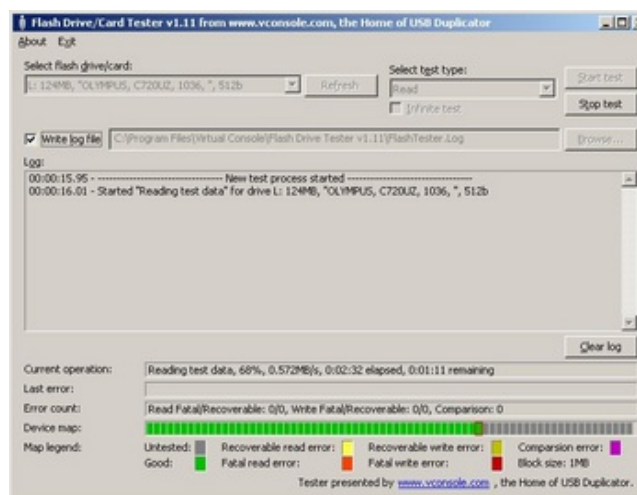 Flash Drive/Card Tester v1.11 from www.vconsole.com, the Home of USB Duplicator
About Exit
Select flash drive/card:
Select test type:
L: 124MB, "OLYMPUS, C720UZ, 1036, ", 512b
Refresh
Read
Start test
Infinite test
Stop test
Write log file
C:\Program Files\Virtual Console\Flash Drive Tester v1.11\FlashTester.Log
Browse...
Log:
00:00:15.95 - ------------------------------- New test process started -------------------------------
00:00:16.01 - Started "Reading test data" for drive L: 124MB, "OLYMPUS, C720UZ, 1036, ", 512b
Clear log
Current operation: Reading test data, 68%, 0.572MB/s, 0:02:32 elapsed, 0:01:11 remaining
Last error:
Error count: Read Fatal/Recoverable: 0/0, Write Fatal/Recoverable: 0/0, Comparison: 0
Device map:
Map legend: Untested: Recoverable read error: Recoverable write error: Comparsion error:
Good: Fatal read error: Fatal write error: Block size: 1MB
Tester presented by www.vconsole.com , the Home of USB Duplicator.